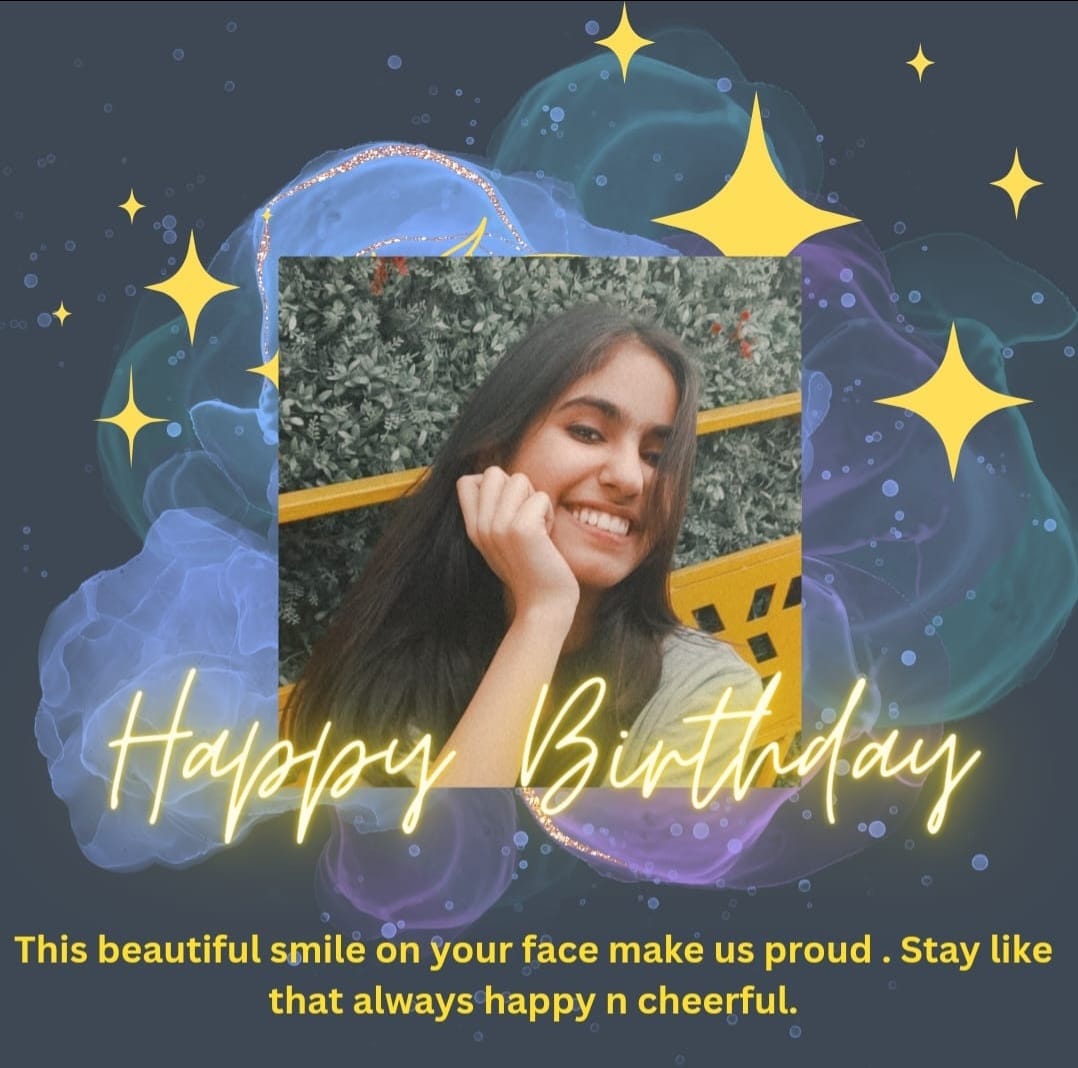 Happy Birthday
This beautiful smile on your face make us proud . Stay like
that always happy n cheerful.